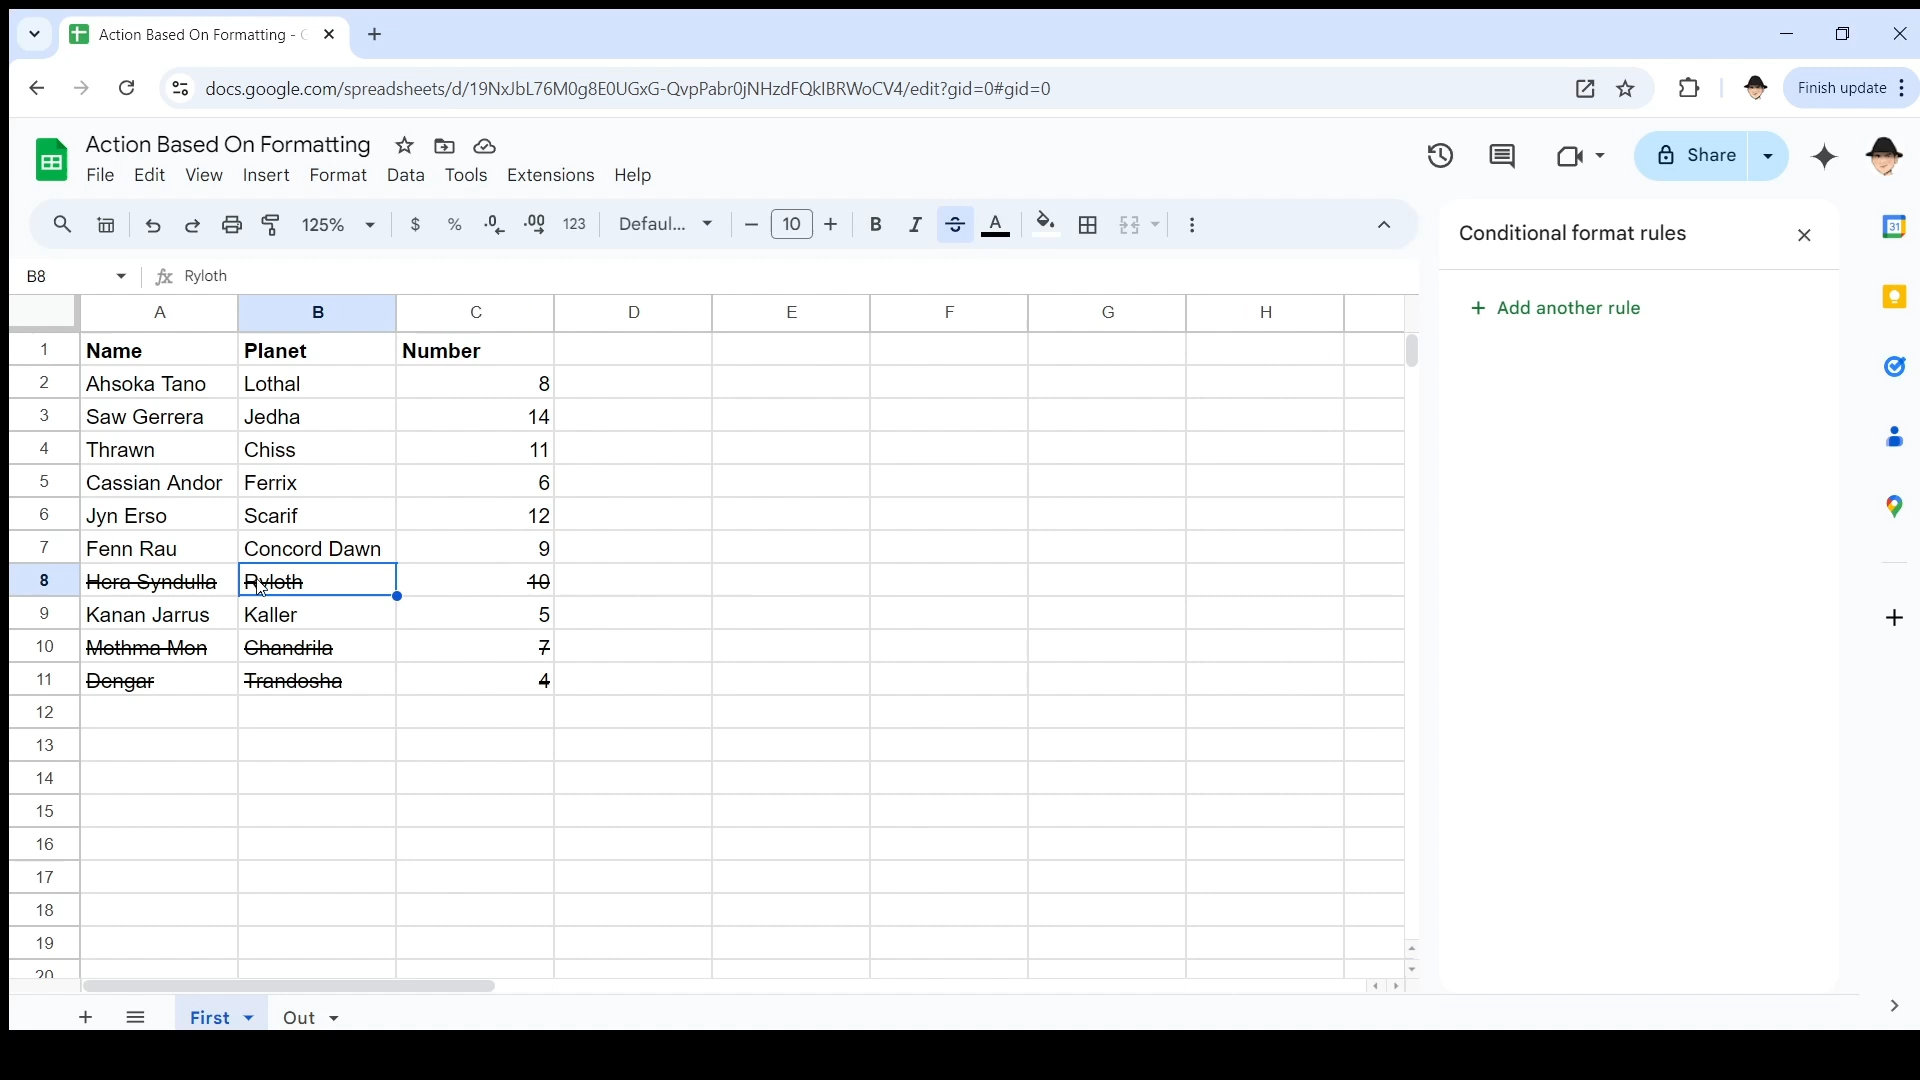 Action Based On Formatting - G
docs.google.com/spreadsheets/d/19NxJbL76M0g8E0UGxG-QvpPabr0jNHzdFQkIBRWoCV4/edit?gid=0#gid=0
Finish update
Action Based On Formatting
File Edit View Insert Format Data Tools Extensions Help
Share
125% $ % .0 .00 123 Defaul... 10 B I S A
Conditional format rules
31
B8 fx Ryloth
A B C D E F G H
Add another rule
1 Name Planet Number
2 Ahsoka Tano Lothal 8
3 Saw Gerrera Jedha 14
4 Thrawn Chiss 11
5 Cassian Andor Ferrix 6
6 Jyn Erso Scarif 12
7 Fenn Rau Concord Dawn 9
8 Hera Syndulla Ryloth 10
9 Kanan Jarrus Kaller 5
10 Mothma Mon Chandrila 7
11 Dengar Trandosha 4
12
13
14
15
16
17
18
19
20
First Out